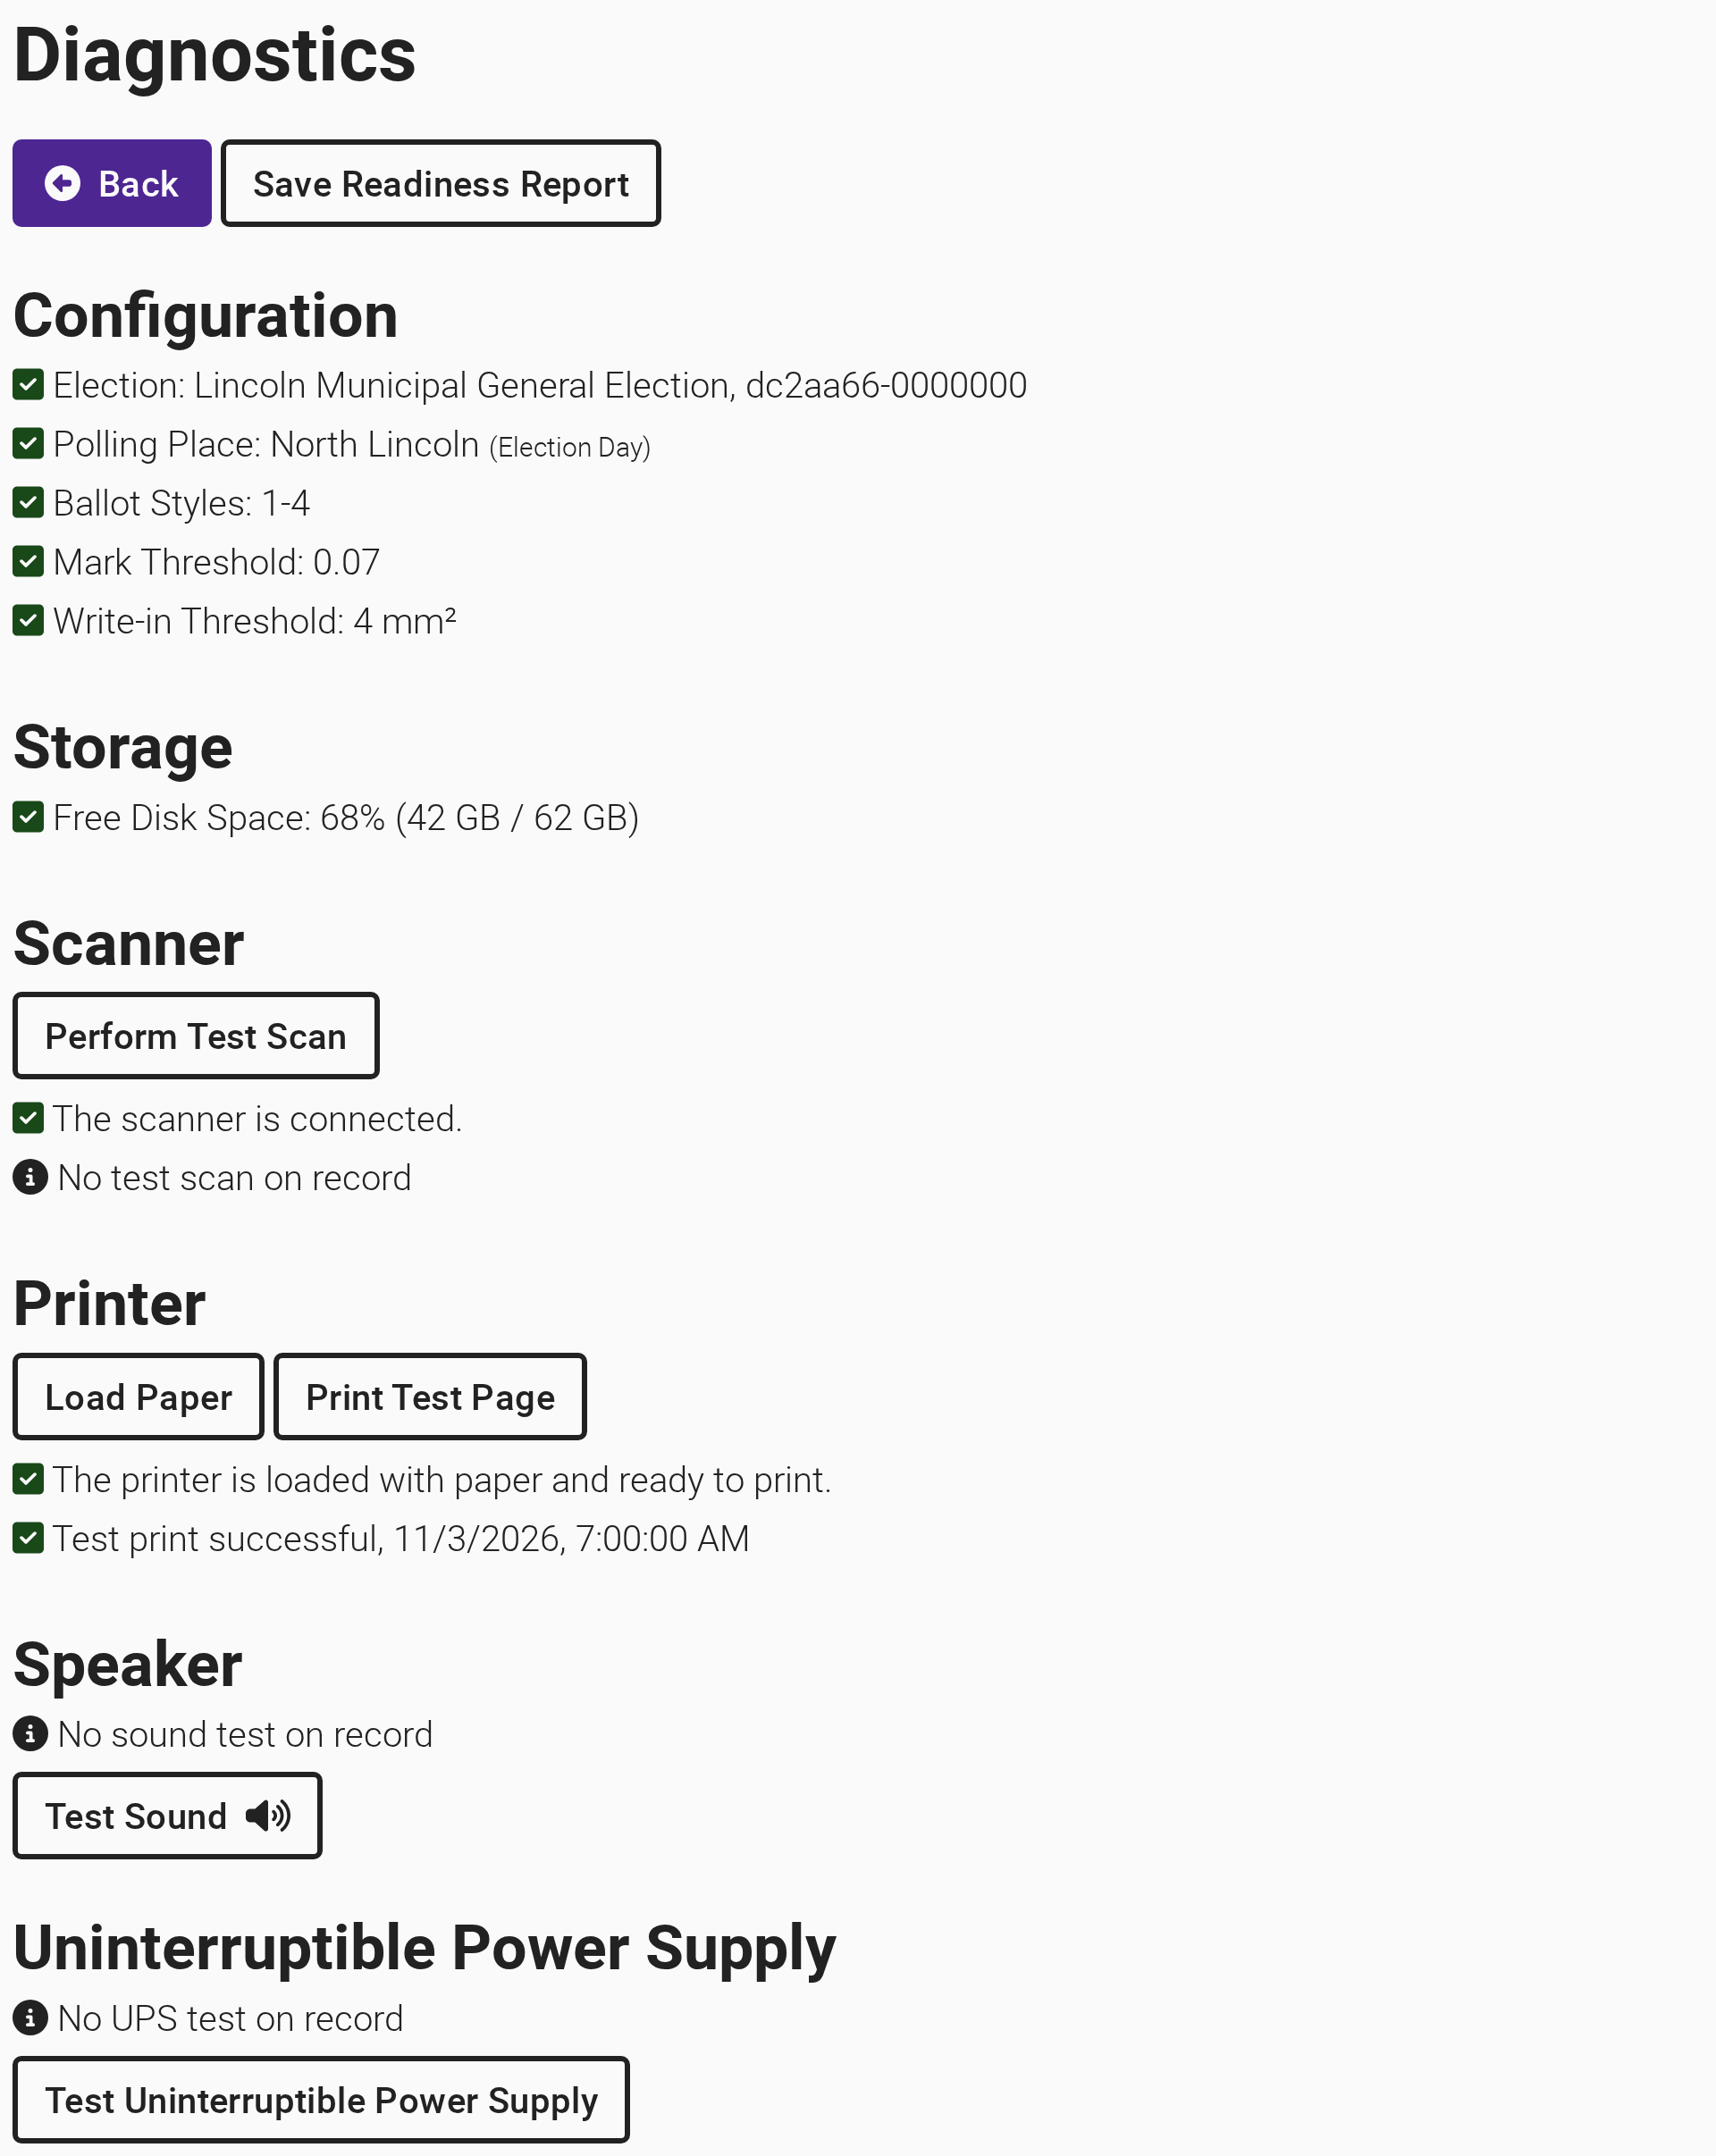 Diagnostics
Back
Save Readiness Report
Configuration
Election: Lincoln Municipal General Election, dc2aa66-0000000
Polling Place: North Lincoln (Election Day)
Ballot Styles: 1-4
Mark Threshold: 0.07
Write-in Threshold: 4 mm²
Storage
Free Disk Space: 68% (42 GB / 62 GB)
Scanner
Perform Test Scan
The scanner is connected.
No test scan on record
Printer
Load Paper
Print Test Page
The printer is loaded with paper and ready to print.
Test print successful, 11/3/2026, 7:00:00 AM
Speaker
No sound test on record
Test Sound
Uninterruptible Power Supply
No UPS test on record
Test Uninterruptible Power Supply